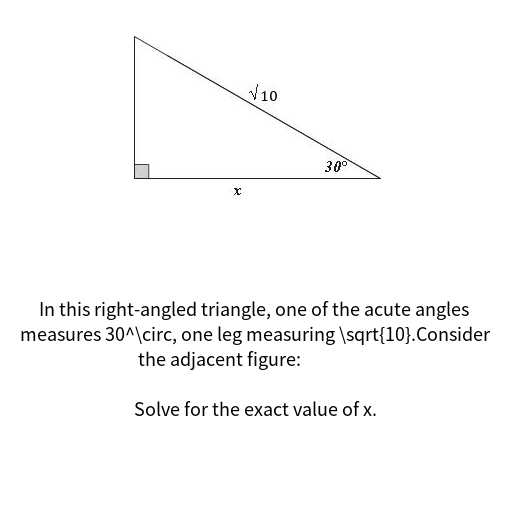 √10
30°
x
In this right-angled triangle, one of the acute angles
measures 30^\circ, one leg measuring \sqrt{10}.Consider
the adjacent figure:
Solve for the exact value of x.